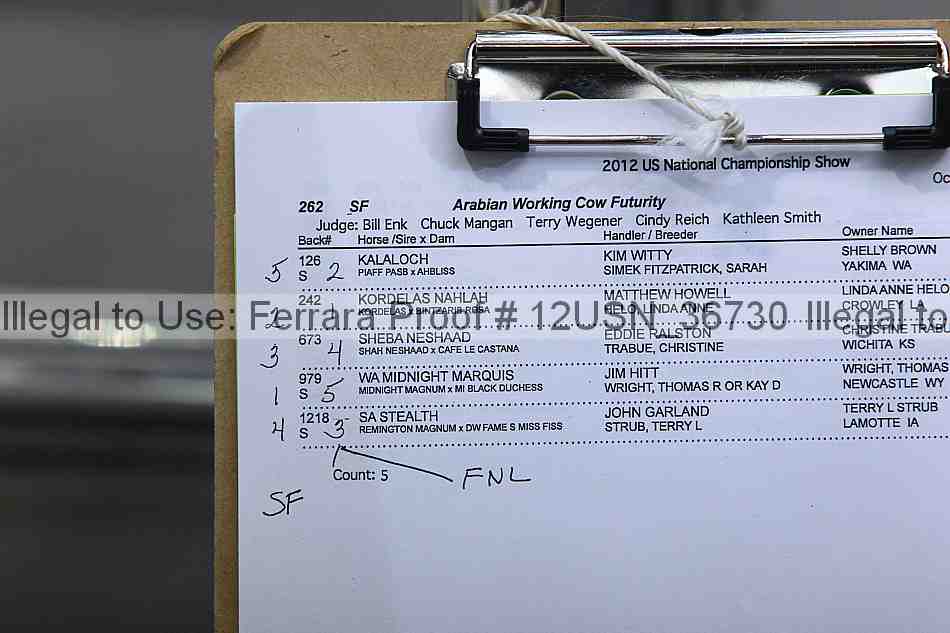 2012 US National Championship Show
Oc
262 SF Arabian Working Cow Futurity
Judge: Bill Enk Chuck Mangan Terry Wegener Cindy Reich Kathleen Smith
Back# Horse /Sire x Dam Handler / Breeder Owner Name
126 KALALOCH KIM WITTY SHELLY BROWN
5 S 2 PIAFF PASB x AHBLISS SIMEK FITZPATRICK, SARAH YAKIMA WA
242 KORDELAS NAHLAH MATTHEW HOWELL LINDA ANNE HELO
2 1 KORDELAS x BINTZARIB ROSA HELO, LINDA ANNE CROWLEY LA
Illegal to Use: Ferrara Proof # 12USN_36730 Illegal to
673 SHEBA NESHAAD EDDIE RALSTON CHRISTINE TRABU
3 4 SHAH NESHAAD x CAFE LE CASTANA TRABUE, CHRISTINE WICHITA KS
979 WA MIDNIGHT MARQUIS JIM HITT WRIGHT, THOMAS
1 S 5 MIDNIGHT MAGNUM x MI BLACK DUCHESS WRIGHT, THOMAS R OR KAY D NEWCASTLE WY
1218 SA STEALTH JOHN GARLAND TERRY L STRUB
4 S 3 REMINGTON MAGNUM x DW FAME S MISS FISS STRUB, TERRY L LAMOTTE IA
Count: 5 FNL
SF